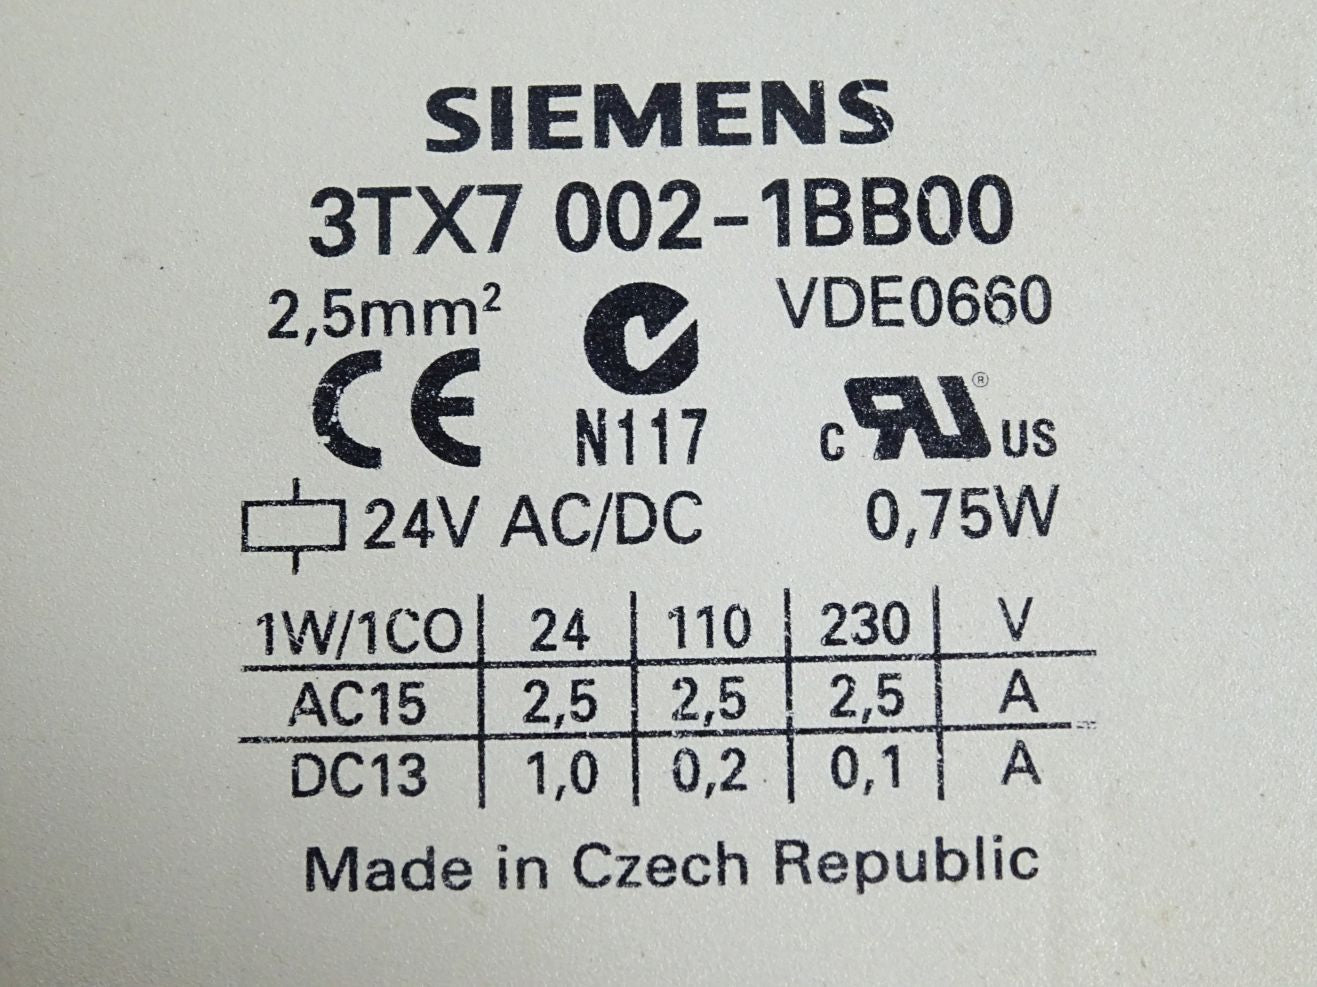 SIEMENS
3TX7 002-1BB00
2,5mm² VDE0660
CE N117 c RU® US
24V AC/DC 0,75W
1W/1CO 24 110 230 V
AC15 2,5 2,5 2,5 A
DC13 1,0 0,2 0,1 A
Made in Czech Republic